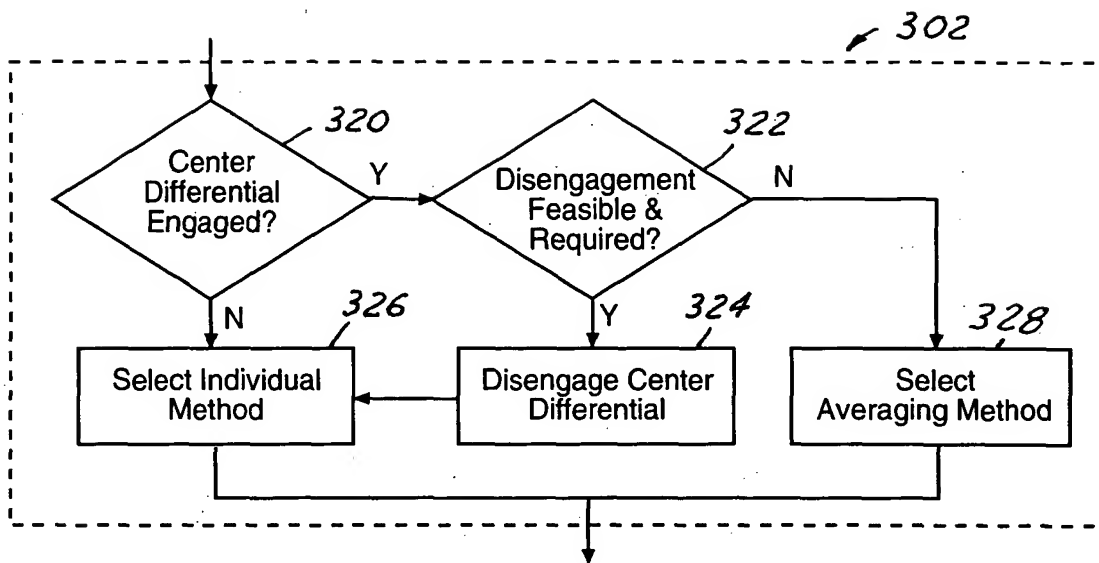 302
320
Center
Differential
Engaged?
Y
322
Disengagement
Feasible &
Required?
N
N
326
Select Individual
Method
Y
324
Disengage Center
Differential
328
Select
Averaging Method